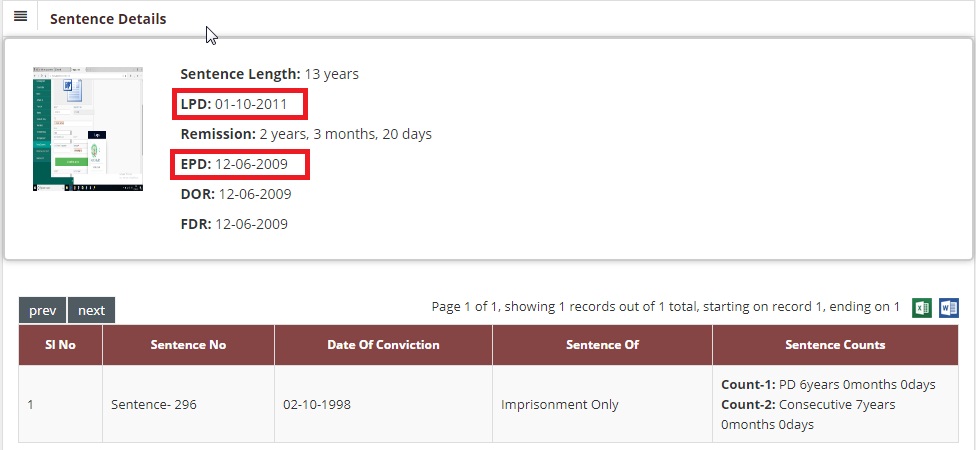 Sentence Details
Sentence Length: 13 years
LPD: 01-10-2011
Remission: 2 years, 3 months, 20 days
EPD: 12-06-2009
DOR: 12-06-2009
FDR: 12-06-2009
prev next Page 1 of 1, showing 1 records out of 1 total, starting on record 1, ending on 1
Sl No Sentence No Date Of Conviction Sentence Of Sentence Counts
1 Sentence- 296 02-10-1998 Imprisonment Only Count-1: PD 6years 0months 0days
Count-2: Consecutive 7years
0months 0days